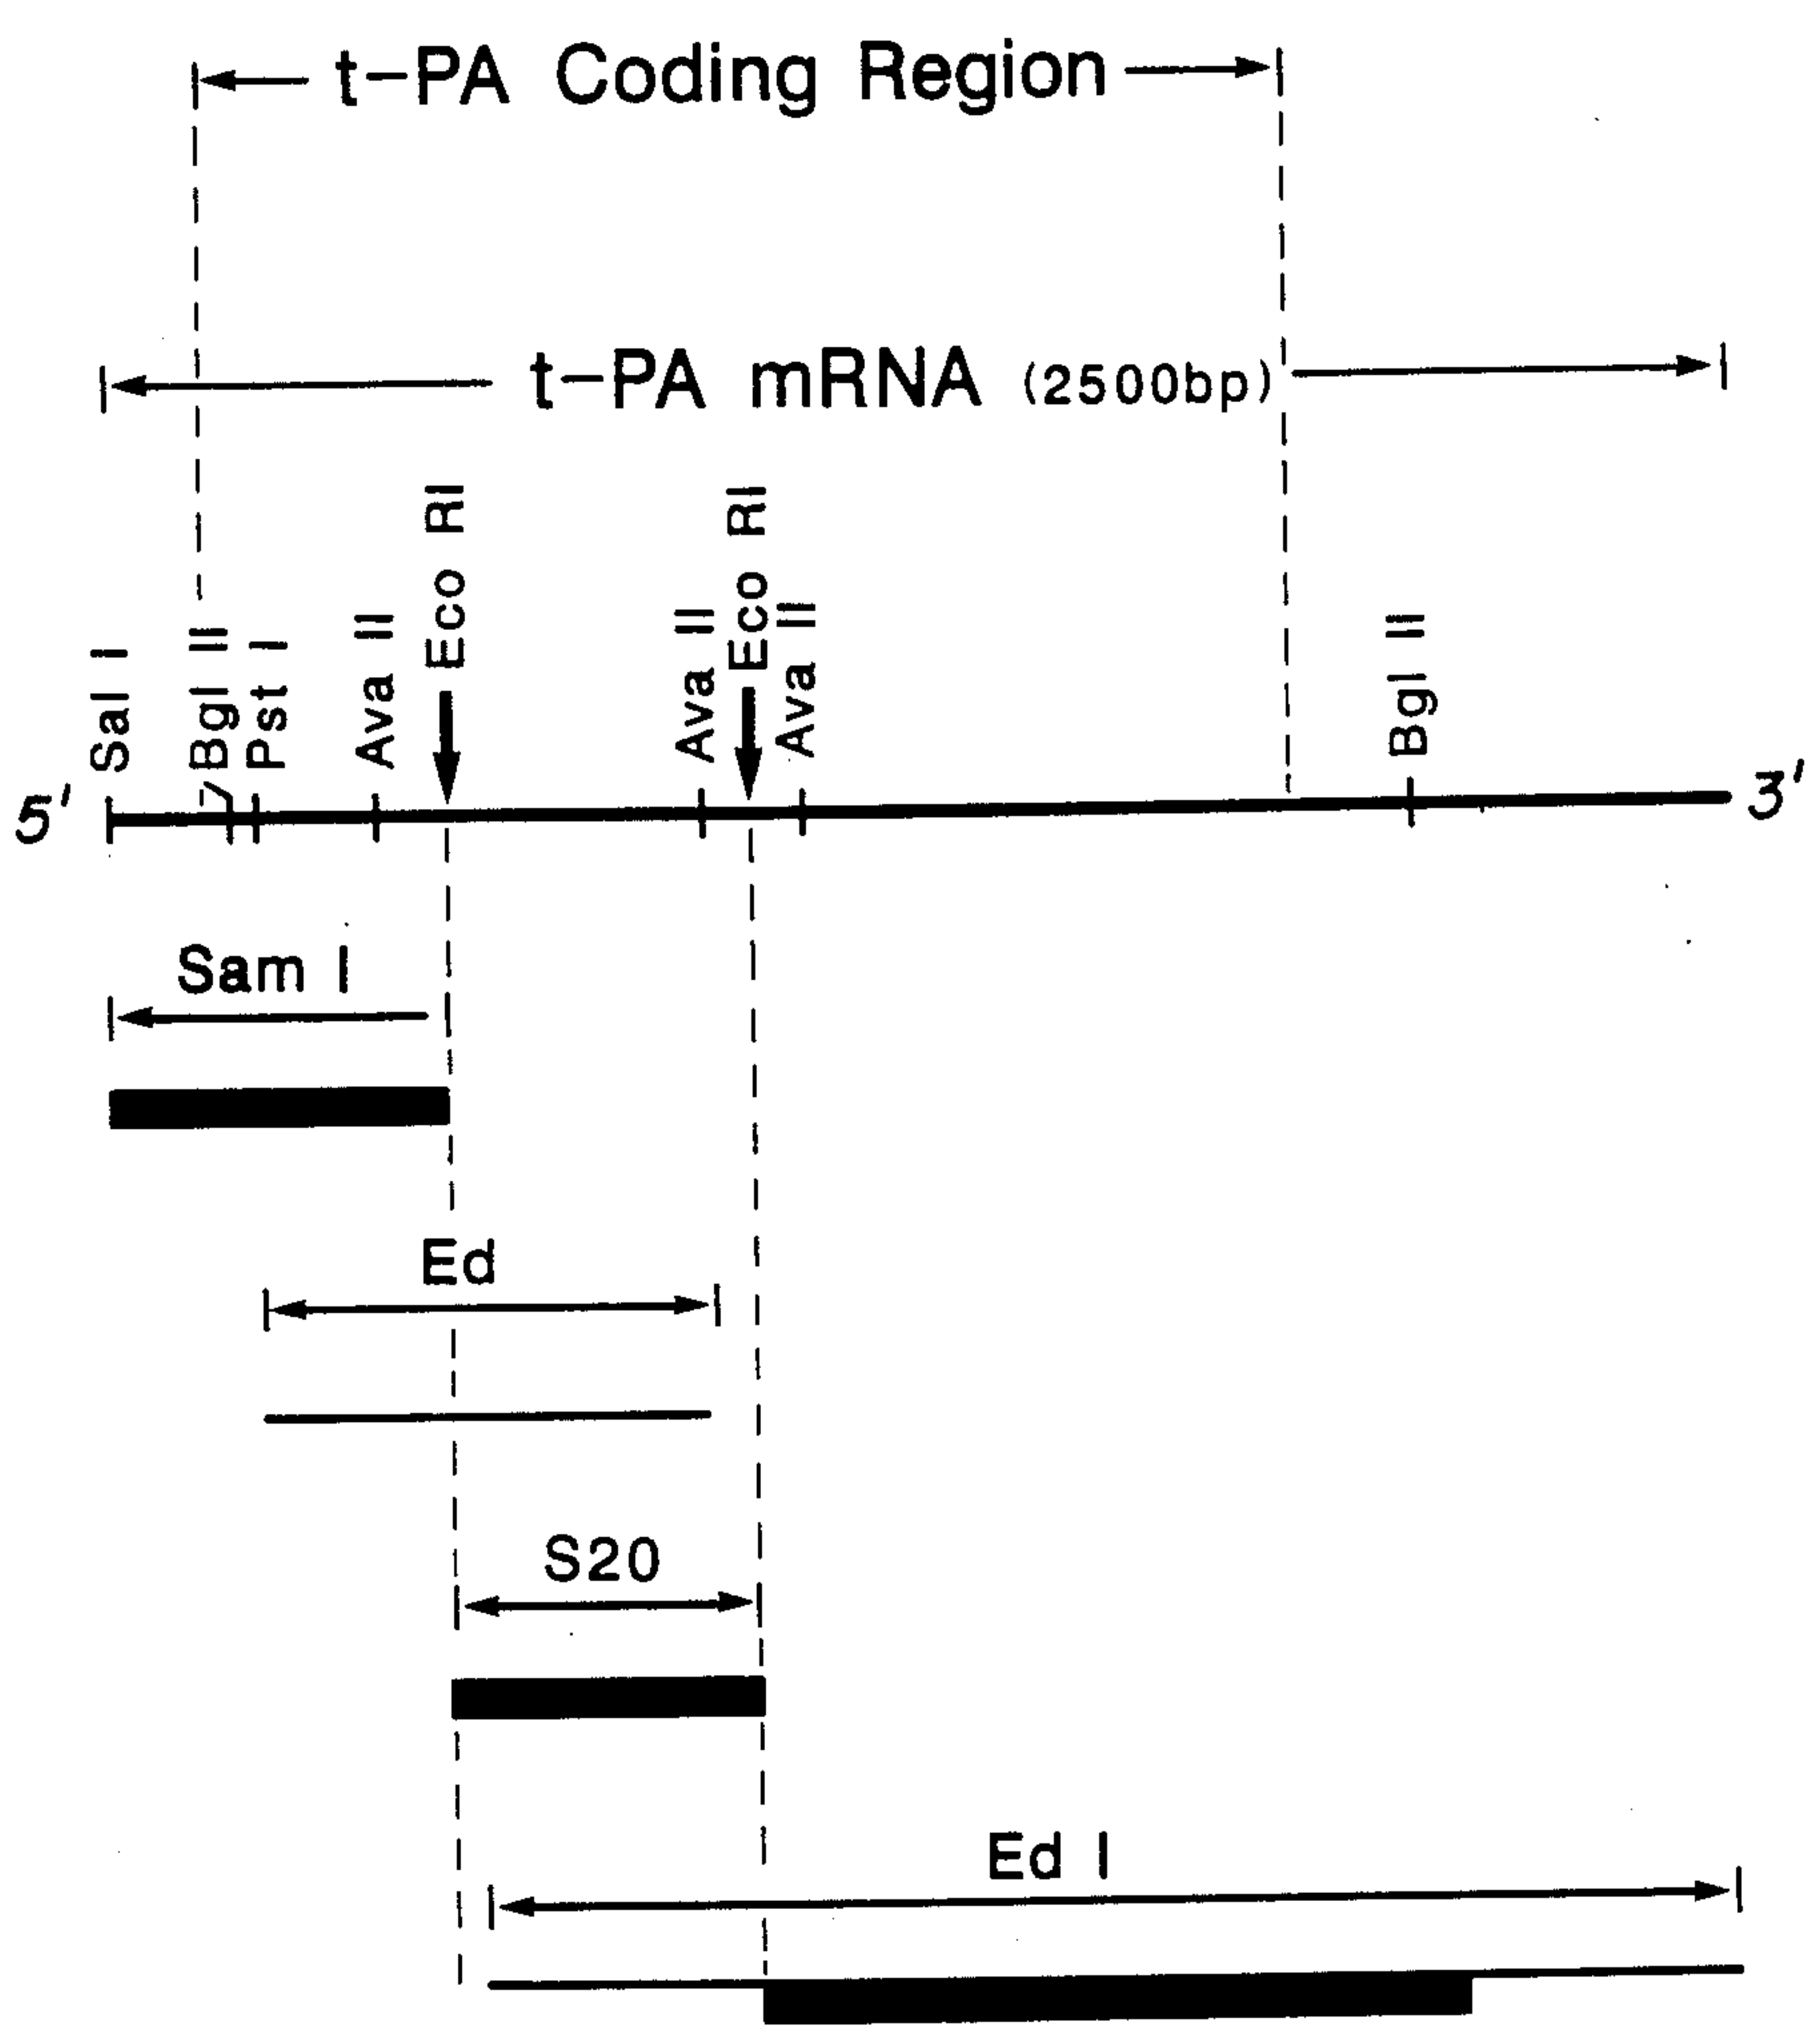 t-PA Coding Region
t-PA mRNA (2500bp)
Sal I
Bgl II
Pst I
Ava II
Eco RI
Ava II
Eco RI
Ava II
Bgl II
5'
3'
Sam I
Ed
S20
Ed I